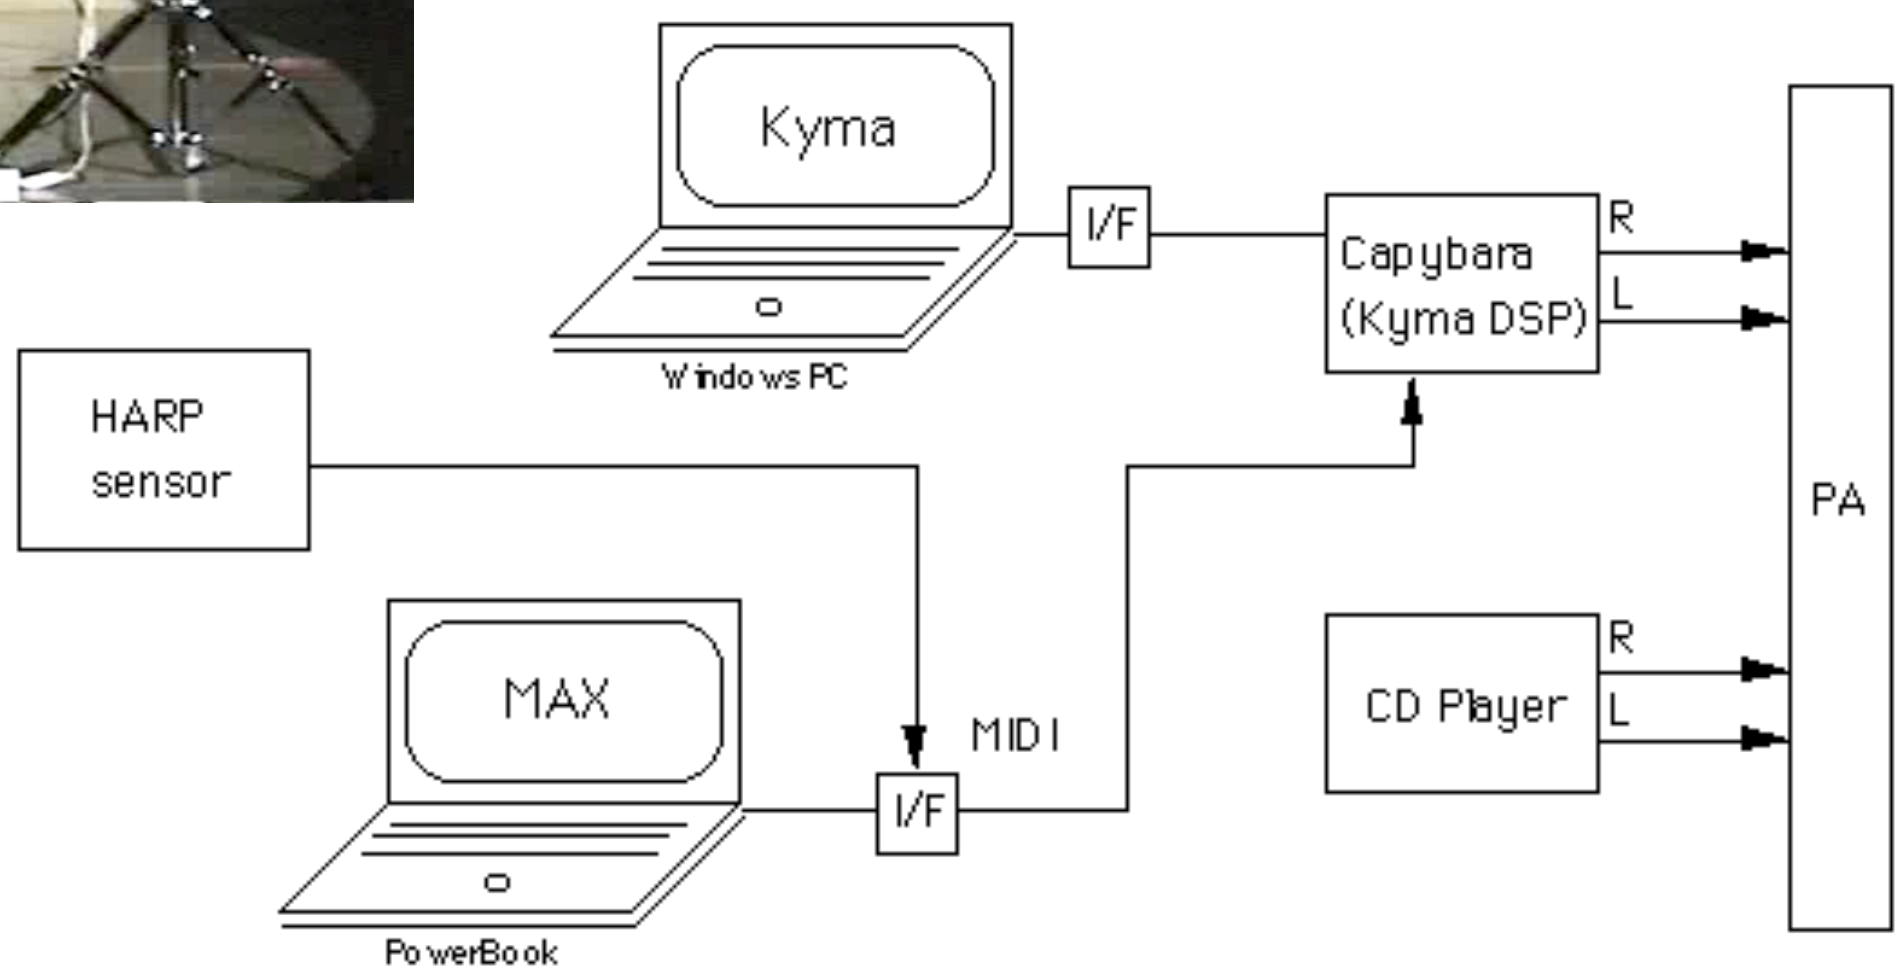 Kyma
I/F
Windows PC
Capybara
(Kyma DSP)
R
L
HARP
sensor
PA
MAX
PowerBook
MIDI
I/F
CD Player
R
L